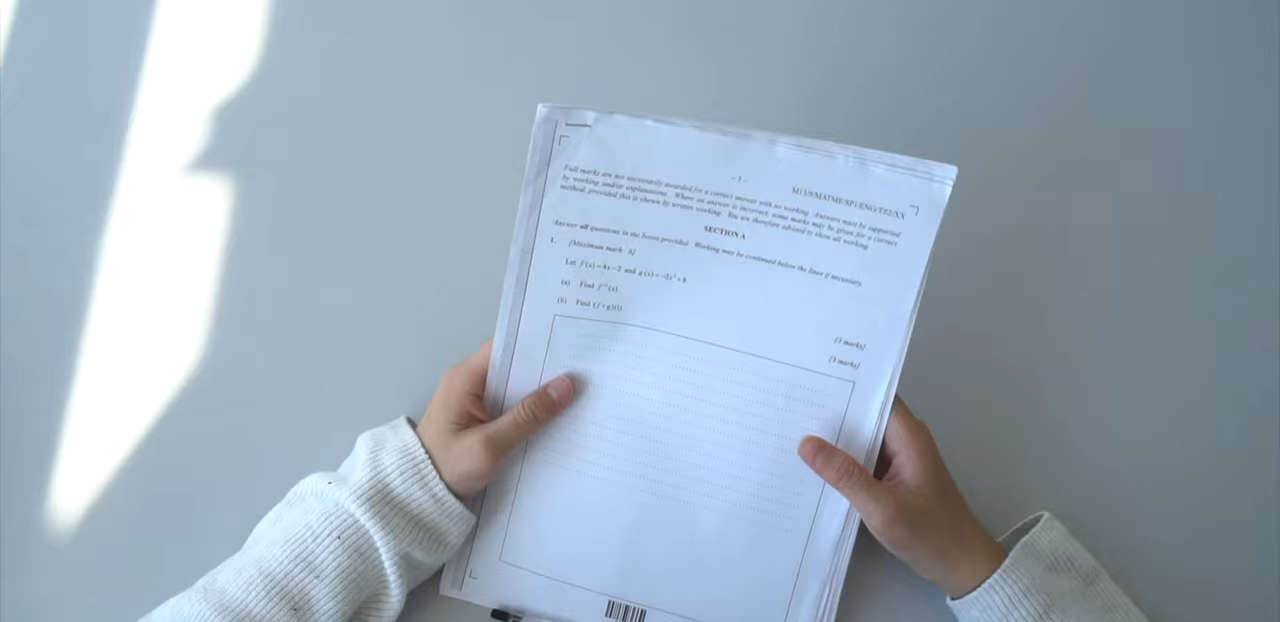 – 3 –
M13/5/MATME/SP1/ENG/TZ2/XX
Full marks are not necessarily awarded for a correct answer with no working. Answers must be supported
by working and/or explanations. Where an answer is incorrect, some marks may be given for a correct
method, provided this is shown by written working. You are therefore advised to show all working.
SECTION A
Answer all questions in the boxes provided. Working may be continued below the lines if necessary.
1. [Maximum mark: 6]
Let f(x) = 4x – 2 and g(x) = –2x² + 8
(a) Find f⁻¹(x).
[3 marks]
(b) Find (f ∘ g)(1).
[3 marks]